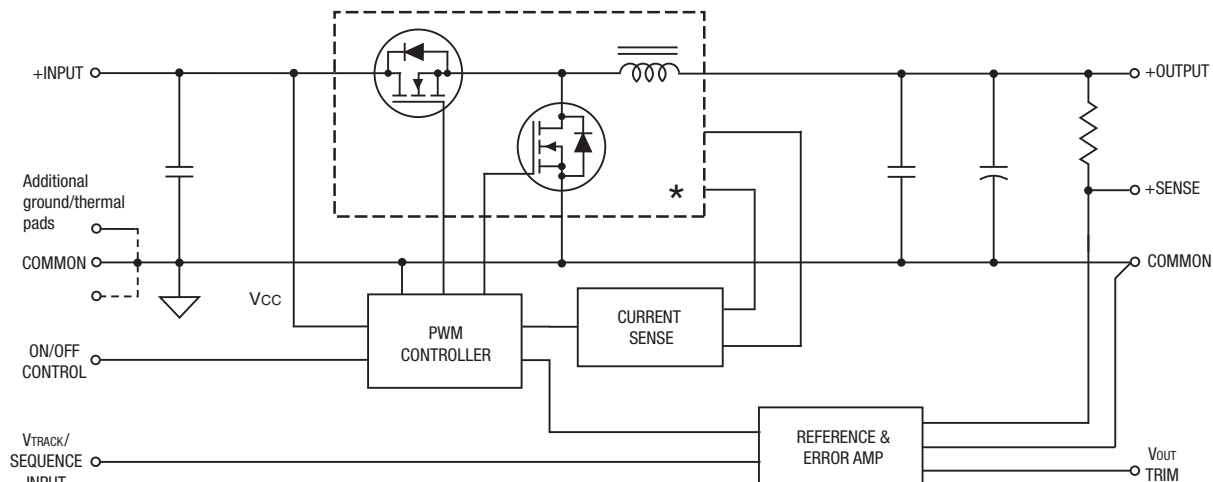 +INPUT
+OUTPUT
Additional
ground/thermal
pads
*
+SENSE
COMMON
COMMON
VCC
PWM
CONTROLLER
CURRENT
SENSE
ON/OFF
CONTROL
VTRACK/
SEQUENCE
INPUT
REFERENCE &
ERROR AMP
VOUT
TRIM